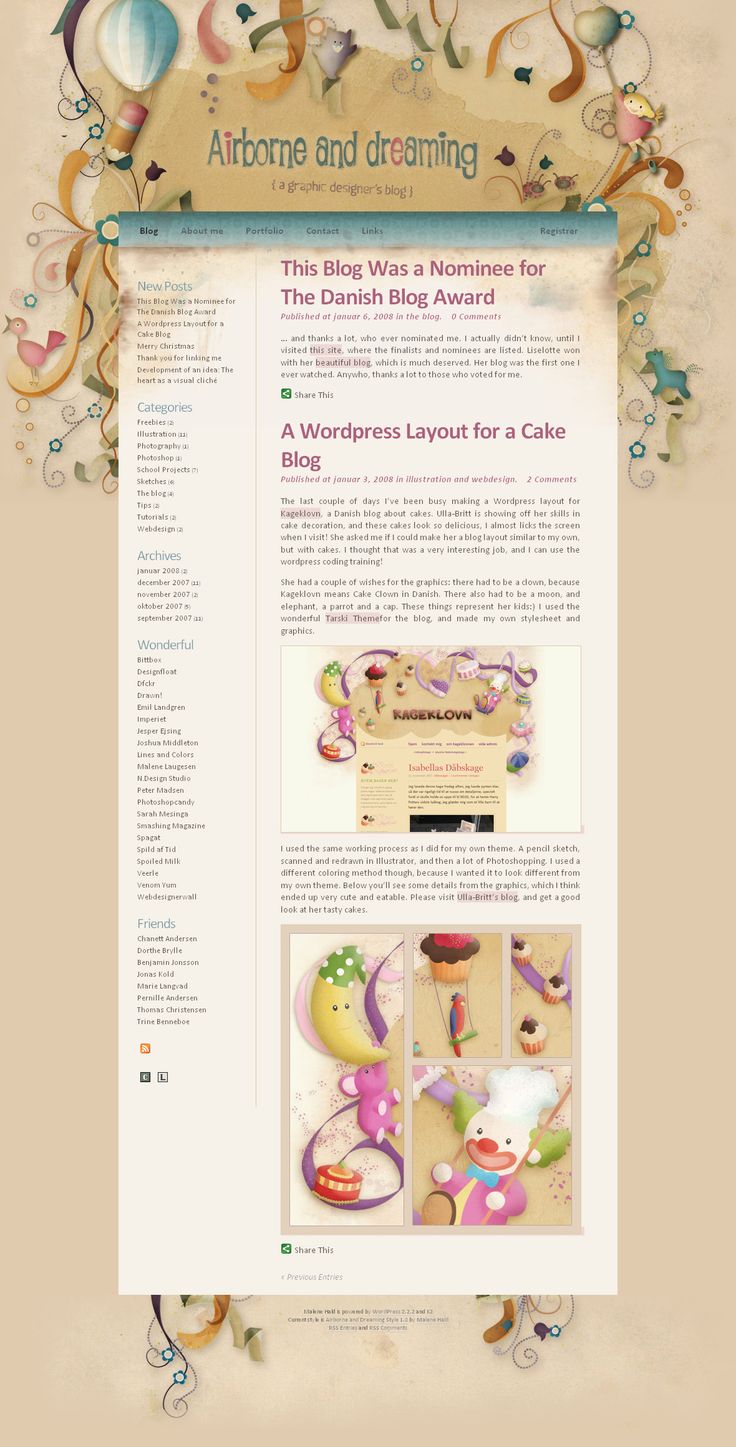 Airborne and dreaming
{ a graphic designer's blog }
Blog About me Portfolio Contact Links Registrer
New Posts
This Blog Was a Nominee for
The Danish Blog Award
A Wordpress Layout for a
Cake Blog
Merry Christmas
Thank you for linking me
Development of an idea: The
heart as a visual cliché
Categories
Freebies (2)
Illustration (11)
Photography (1)
Photoshop (1)
School Projects (7)
Sketches (4)
The blog (4)
Tips (2)
Tutorials (2)
Webdesign (2)
Archives
januar 2008 (2)
december 2007 (11)
november 2007 (2)
oktober 2007 (5)
september 2007 (11)
Wonderful
Bittbox
Designfloat
Dfckr
Drawn!
Emil Landgren
Imperiet
Jesper Ejsing
Joshua Middleton
Lines and Colors
Malene Laugesen
N.Design Studio
Peter Madsen
Photoshopcandy
Sarah Mesinga
Smashing Magazine
Spagat
Spild af Tid
Spoiled Milk
Veerle
Venom Yum
Webdesignerwall
Friends
Chanett Andersen
Dorthe Brylle
Benjamin Jonsson
Jonas Kold
Marie Langvad
Pernille Andersen
Thomas Christensen
Trine Benneboe
C L
This Blog Was a Nominee for
The Danish Blog Award
Published at januar 6, 2008 in the blog. 0 Comments
... and thanks a lot, who ever nominated me. I actually didn't know, until I
visited this site, where the finalists and nominees are listed. Liselotte won
with her beautiful blog, which is much deserved. Her blog was the first one I
ever watched. Anywho, thanks a lot to those who voted for me.
Share This
A Wordpress Layout for a Cake
Blog
Published at januar 3, 2008 in illustration and webdesign. 2 Comments
The last couple of days I've been busy making a Wordpress layout for
Kageklovn, a Danish blog about cakes. Ulla-Britt is showing off her skills in
cake decoration, and these cakes look so delicious, I almost licks the screen
when I visit! She asked me if I could make her a blog layout similar to my own,
but with cakes. I thought that was a very interesting job, and I can use the
wordpress coding training!
She had a couple of wishes for the graphics: there had to be a clown, because
Kageklovn means Cake Clown in Danish. There also had to be a moon, and
elephant, a parrot and a cap. These things represent her kids:) I used the
wonderful Tarski Themefor the blog, and made my own stylesheet and
graphics.
KAGEKLOVN
Isabellas Dåbskage
I used the same working process as I did for my own theme. A pencil sketch,
scanned and redrawn in Illustrator, and then a lot of Photoshopping. I used a
different coloring method though, because I wanted it to look different from
my own theme. Below you'll see some details from the graphics, which I think
ended up very cute and eatable. Please visit Ulla-Britt's blog, and get a good
look at her tasty cakes.
Share This
« Previous Entries
Malene Hald is powered by WordPress 2.2.2 and K2
Current style is Airborne and Dreaming Style 1.0 by Malene Hald
RSS Entries and RSS Comments